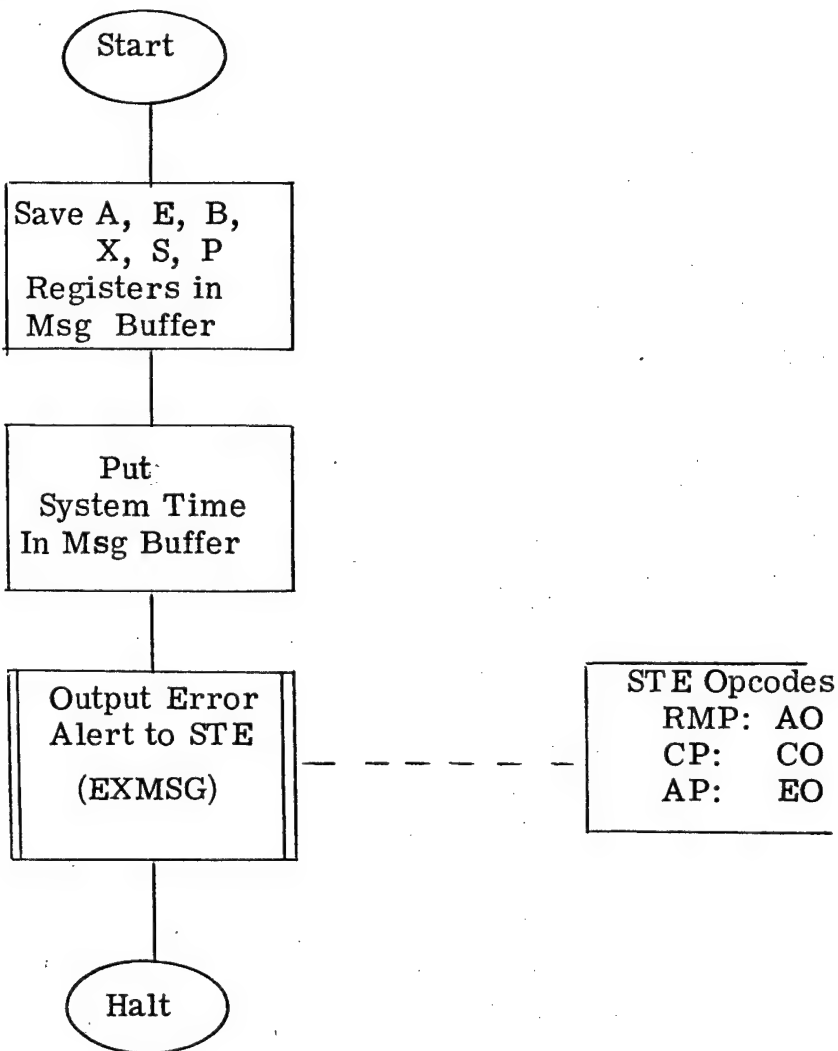 Start
Save A, E, B,
X, S, P
Registers in
Msg Buffer
Put
System Time
In Msg Buffer
Output Error
Alert to STE
(EXMSG)
STE Opcodes
RMP: AO
CP: CO
AP: EO
Halt